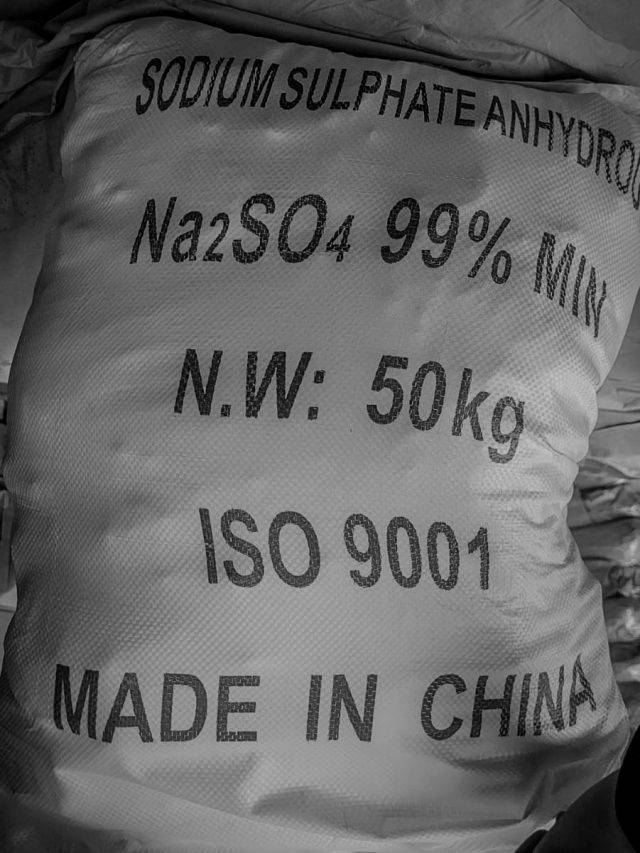 SODIUM SULPHATE ANHYDROU
Na2SO4 99% MIN
N.W: 50kg
ISO 9001
MADE IN CHINA